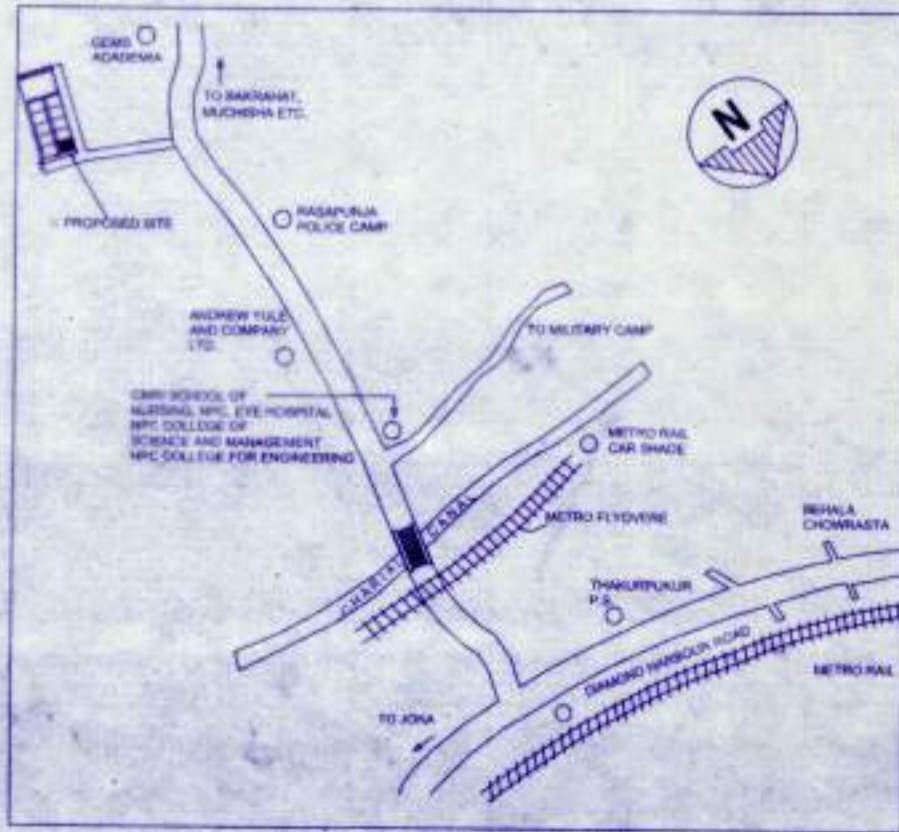 GEMS
ACADEMIA
TO BAKRAHAT,
MUCHISHA ETC.
N
PROPOSED SITE
RASAPUNJA
POLICE CAMP
ANDREW YULE
AND COMPANY
LTD.
TO MILITARY CAMP
CMRI SCHOOL OF
NURSING, NPC, EYE HOSPITAL
NPC COLLEGE OF
SCIENCE AND MANAGEMENT
NPC COLLEGE FOR ENGINEERING
METRO RAIL
CAR SHADE
CHARIAL CANAL
METRO FLYOVERE
BEHALA
CHOWRASTA
THAKURPUKUR
P.S.
DIAMOND HARBOUR ROAD
METRO RAIL
TO JOKA